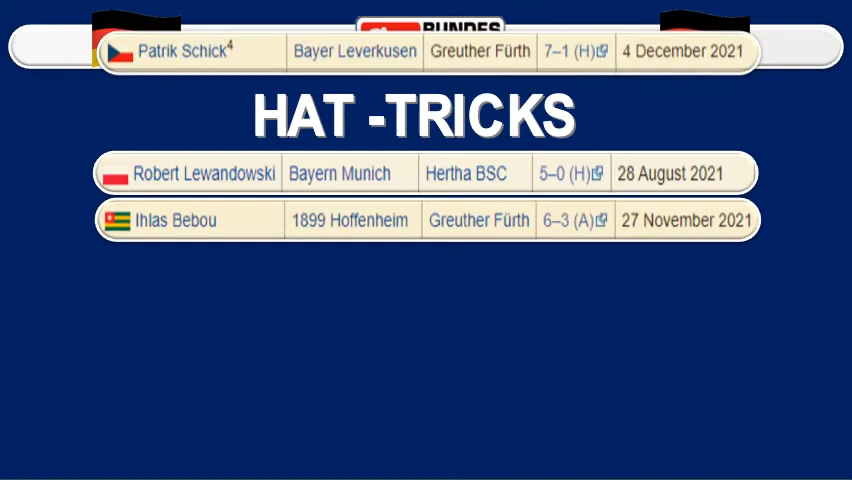 BUNDES
Patrik Schick4 Bayer Leverkusen Greuther Fürth 7–1 (H) 4 December 2021
HAT -TRICKS
Robert Lewandowski Bayern Munich Hertha BSC 5–0 (H) 28 August 2021
Ihlas Bebou 1899 Hoffenheim Greuther Fürth 6–3 (A) 27 November 2021